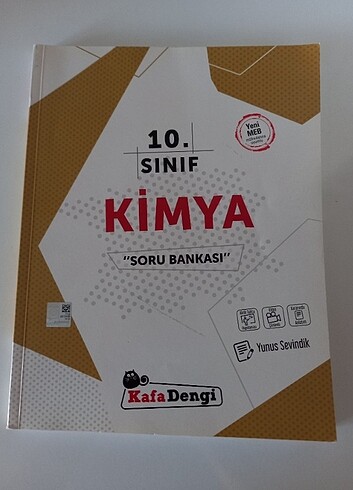 10.
SINIF
Yeni
MEB
KİMYA
"SORU BANKASI"
Yunus Sevindik
KafaDengi